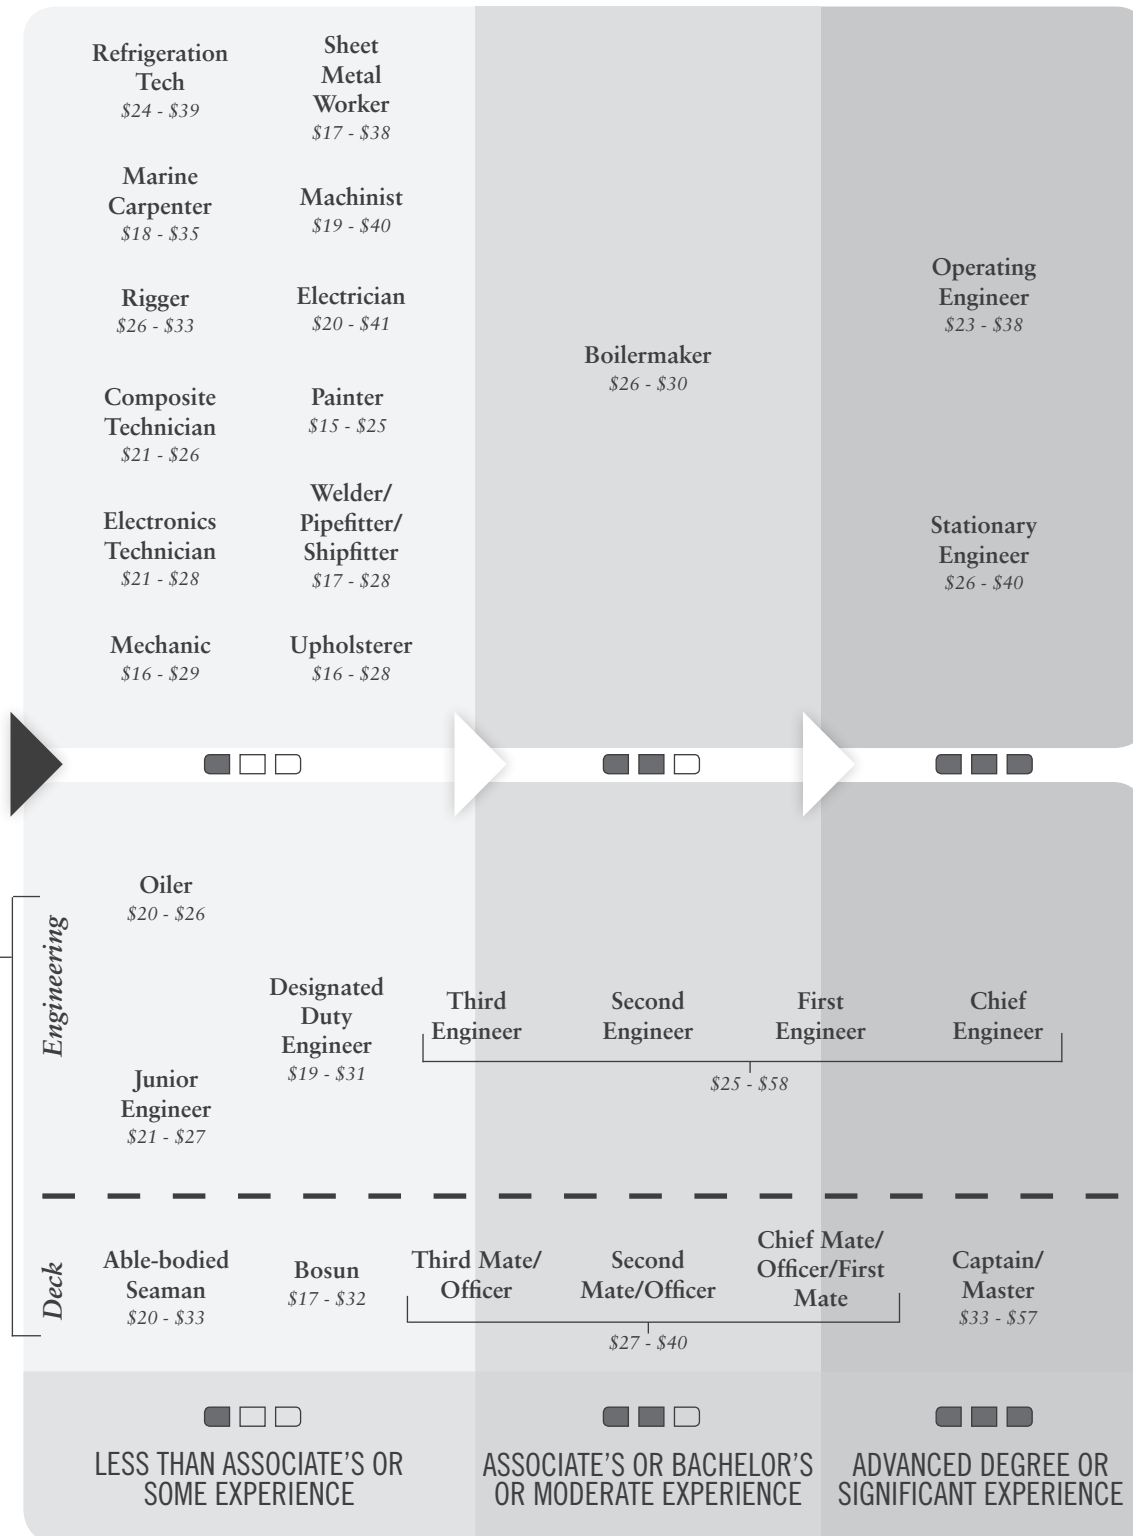 Refrigeration
Tech
$24 - $39
Sheet
Metal
Worker
$17 - $38
Marine
Carpenter
$18 - $35
Machinist
$19 - $40
Rigger
$26 - $33
Electrician
$20 - $41
Composite
Technician
$21 - $26
Painter
$15 - $25
Electronics
Technician
$21 - $28
Welder/
Pipefitter/
Shipfitter
$17 - $28
Mechanic
$16 - $29
Upholsterer
$16 - $28
Boilermaker
$26 - $30
Operating
Engineer
$23 - $38
Stationary
Engineer
$26 - $40
Engineering
Oiler
$20 - $26
Junior
Engineer
$21 - $27
Designated
Duty
Engineer
$19 - $31
Third
Engineer
Second
Engineer
First
Engineer
Chief
Engineer
$25 - $58
Deck
Able-bodied
Seaman
$20 - $33
Bosun
$17 - $32
Third Mate/
Officer
Second
Mate/Officer
Chief Mate/
Officer/First
Mate
$27 - $40
Captain/
Master
$33 - $57
LESS THAN ASSOCIATE'S OR
SOME EXPERIENCE
ASSOCIATE'S OR BACHELOR'S
OR MODERATE EXPERIENCE
ADVANCED DEGREE OR
SIGNIFICANT EXPERIENCE